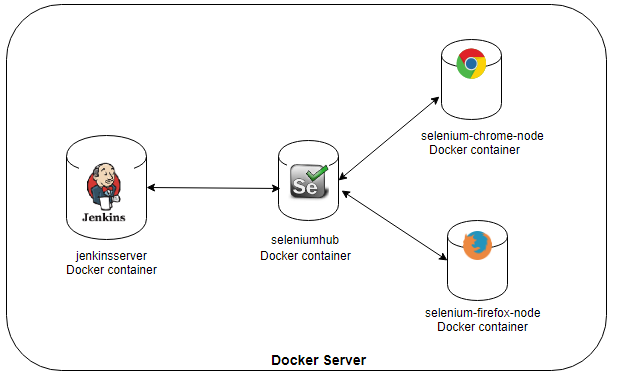 selenium-chrome-node
Docker container
Se
Jenkins
seleniumhub
Docker container
jenkinsserver
Docker container
selenium-firefox-node
Docker container
Docker Server